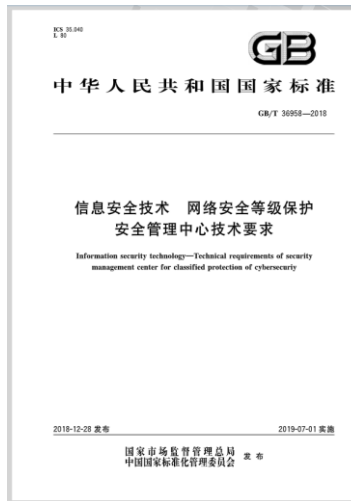 ICS 35.040
L 80
GB
中华人民共和国国家标准
GB/T 36958—2018
信息安全技术 网络安全等级保护
安全管理中心技术要求
Information security technology—Technical requirements of security
management center for classified protection of cybersecuriy
2018-12-28 发布 2019-07-01 实施
国家市场监督管理总局
中国国家标准化管理委员会 发布